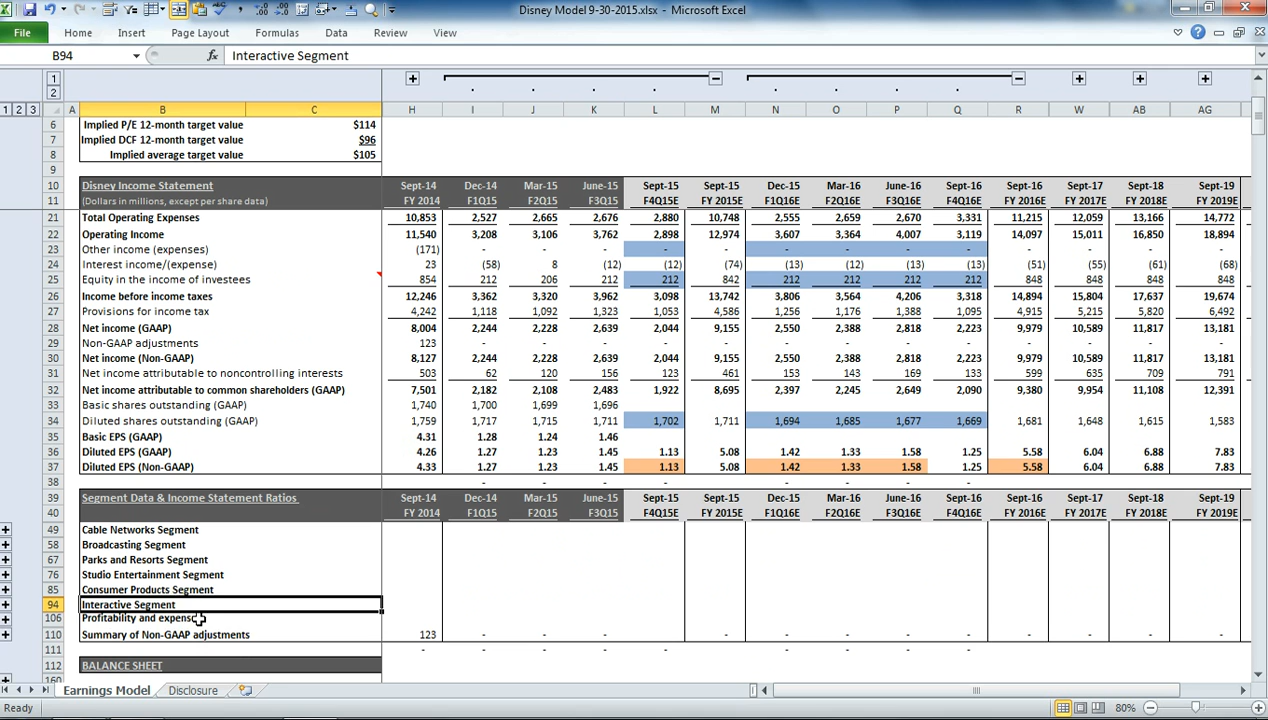 Disney Model 9-30-2015.xlsx - Microsoft Excel
File Home Insert Page Layout Formulas Data Review View
B94 fx Interactive Segment
1
2
1 2 3 A B C H I J K L M N O P Q R W AB AG
6 Implied P/E 12-month target value $114
7 Implied DCF 12-month target value $96
8 Implied average target value $105
9
10 Disney Income Statement Sept-14 Dec-14 Mar-15 June-15 Sept-15 Sept-15 Dec-15 Mar-16 June-16 Sept-16 Sept-16 Sept-17 Sept-18 Sept-19
11 (Dollars in millions, except per share data) FY 2014 F1Q15 F2Q15 F3Q15 F4Q15E FY 2015E F1Q16E F2Q16E F3Q16E F4Q16E FY 2016E FY 2017E FY 2018E FY 2019E
21 Total Operating Expenses 10,853 2,527 2,665 2,676 2,880 10,748 2,555 2,659 2,670 3,331 11,215 12,059 13,166 14,772
22 Operating Income 11,540 3,208 3,106 3,762 2,898 12,974 3,607 3,364 4,007 3,119 14,097 15,011 16,850 18,894
23 Other income (expenses) (171) - - - - - - - - - - - - -
24 Interest income/(expense) 23 (58) 8 (12) (12) (74) (13) (12) (13) (13) (51) (55) (61) (68)
25 Equity in the income of investees 854 212 206 212 212 842 212 212 212 212 848 848 848 848
26 Income before income taxes 12,246 3,362 3,320 3,962 3,098 13,742 3,806 3,564 4,206 3,318 14,894 15,804 17,637 19,674
27 Provisions for income tax 4,242 1,118 1,092 1,323 1,053 4,586 1,256 1,176 1,388 1,095 4,915 5,215 5,820 6,492
28 Net income (GAAP) 8,004 2,244 2,228 2,639 2,044 9,155 2,550 2,388 2,818 2,223 9,979 10,589 11,817 13,181
29 Non-GAAP adjustments 123 - - - - - - - - - - - - -
30 Net income (Non-GAAP) 8,127 2,244 2,228 2,639 2,044 9,155 2,550 2,388 2,818 2,223 9,979 10,589 11,817 13,181
31 Net income attributable to noncontrolling interests 503 62 120 156 123 461 153 143 169 133 599 635 709 791
32 Net income attributable to common shareholders (GAAP) 7,501 2,182 2,108 2,483 1,922 8,695 2,397 2,245 2,649 2,090 9,380 9,954 11,108 12,391
33 Basic shares outstanding (GAAP) 1,740 1,700 1,699 1,696
34 Diluted shares outstanding (GAAP) 1,759 1,717 1,715 1,711 1,702 1,711 1,694 1,685 1,677 1,669 1,681 1,648 1,615 1,583
35 Basic EPS (GAAP) 4.31 1.28 1.24 1.46
36 Diluted EPS (GAAP) 4.26 1.27 1.23 1.45 1.13 5.08 1.42 1.33 1.58 1.25 5.58 6.04 6.88 7.83
37 Diluted EPS (Non-GAAP) 4.33 1.27 1.23 1.45 1.13 5.08 1.42 1.33 1.58 1.25 5.58 6.04 6.88 7.83
38 - - - - - - - -
39 Segment Data & Income Statement Ratios Sept-14 Dec-14 Mar-15 June-15 Sept-15 Sept-15 Dec-15 Mar-16 June-16 Sept-16 Sept-16 Sept-17 Sept-18 Sept-19
40 FY 2014 F1Q15 F2Q15 F3Q15 F4Q15E FY 2015E F1Q16E F2Q16E F3Q16E F4Q16E FY 2016E FY 2017E FY 2018E FY 2019E
49 Cable Networks Segment
58 Broadcasting Segment
67 Parks and Resorts Segment
76 Studio Entertainment Segment
85 Consumer Products Segment
94 Interactive Segment
106 Profitability and expens
110 Summary of Non-GAAP adjustments 123 - - - - - - - - - - - - -
111 - - - - - - - - -
112 BALANCE SHEET
160
Earnings Model Disclosure
Ready 80%